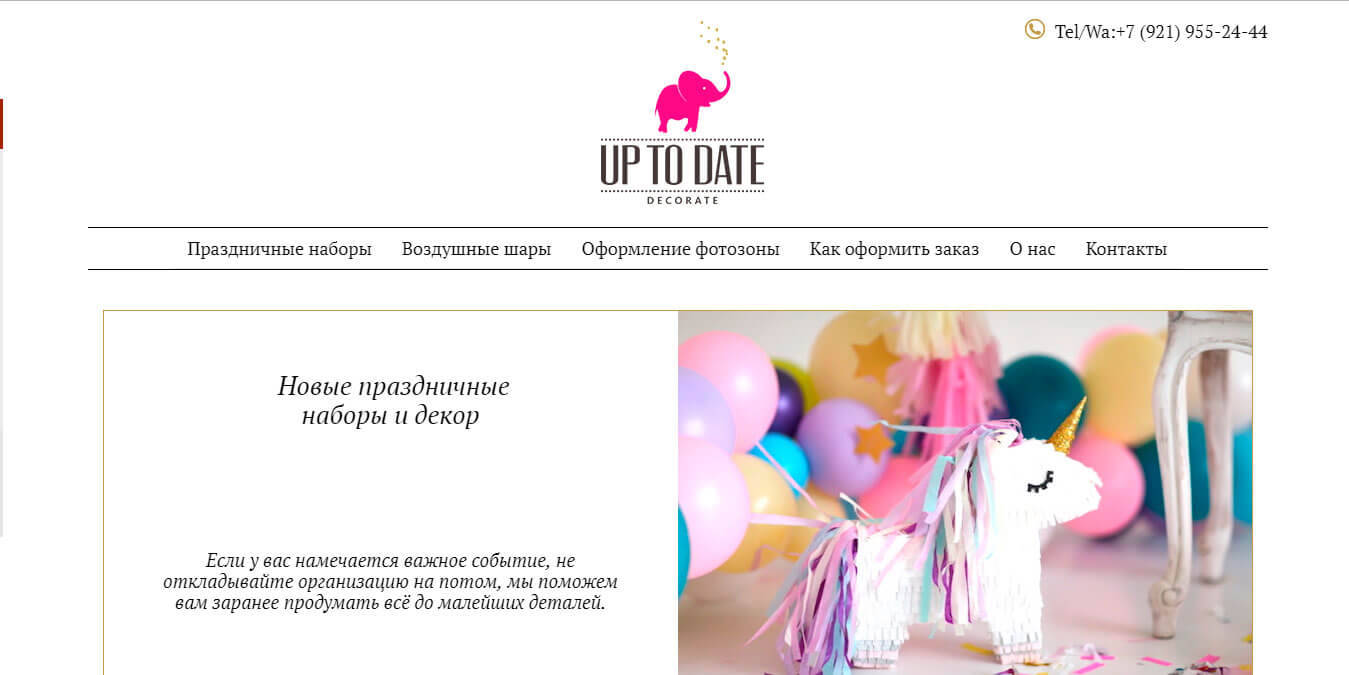 Tel/Wa:+7 (921) 955-24-44
UP TO DATE
DECORATE
Праздничные наборы Воздушные шары Оформление фотозоны Как оформить заказ О нас Контакты
Новые праздничные
наборы и декор
Если у вас намечается важное событие, не
откладывайте организацию на потом, мы поможем
вам заранее продумать всё до малейших деталей.